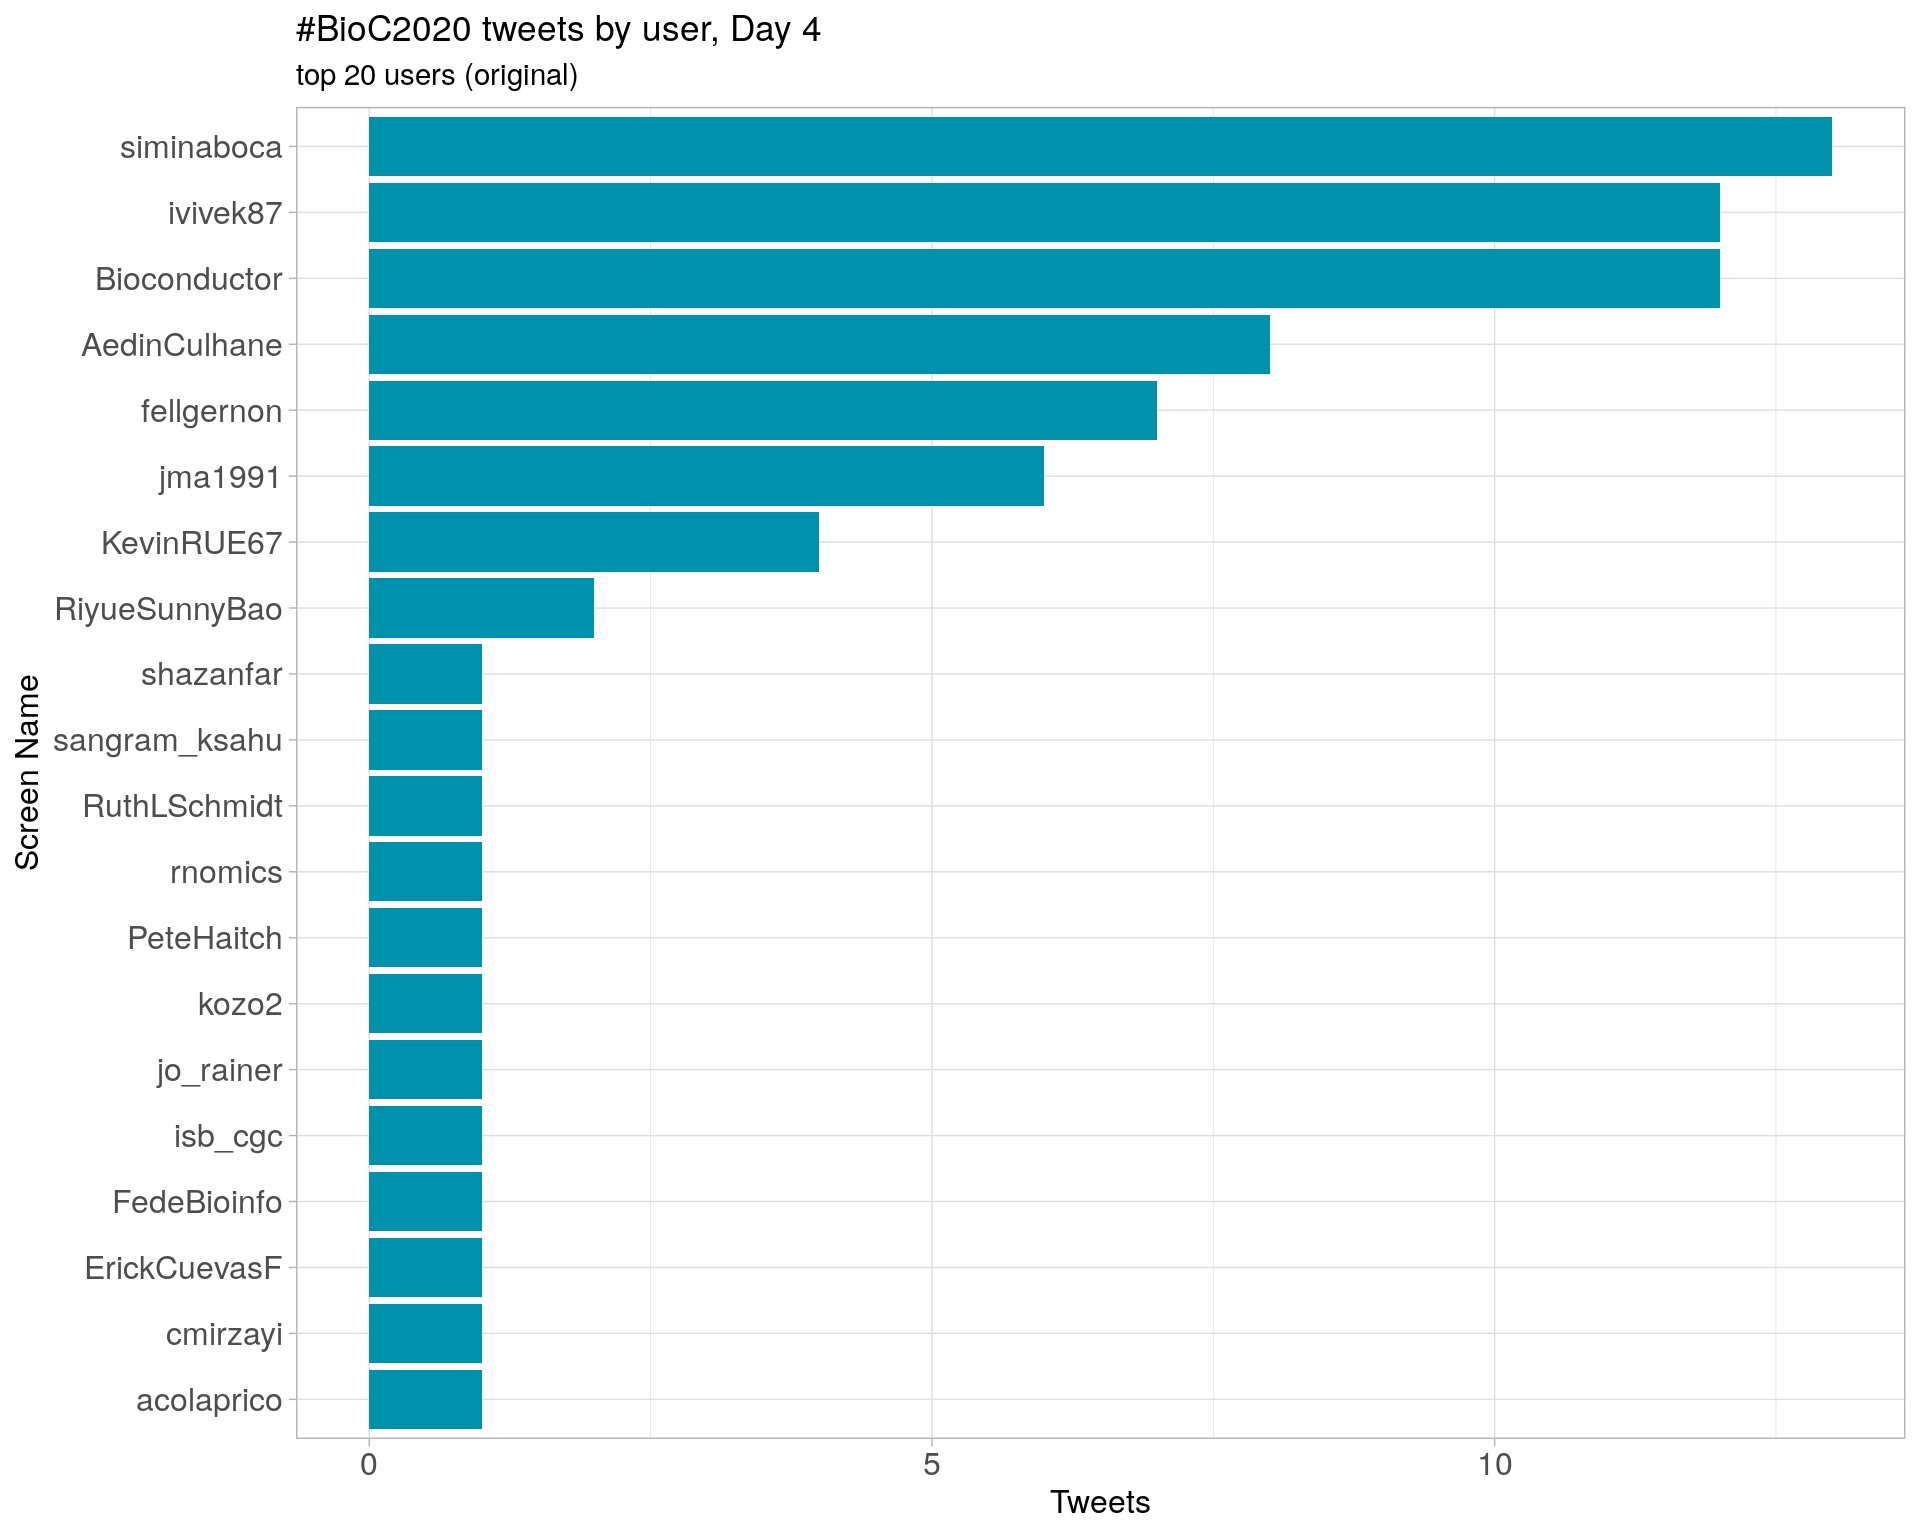 #BioC2020 tweets by user, Day 4
top 20 users (original)
Screen Name
siminaboca
ivivek87
Bioconductor
AedinCulhane
fellgernon
jma1991
KevinRUE67
RiyueSunnyBao
shazanfar
sangram_ksahu
RuthLSchmidt
rnomics
PeteHaitch
kozo2
jo_rainer
isb_cgc
FedeBioinfo
ErickCuevasF
cmirzayi
acolaprico
0 5 10
Tweets